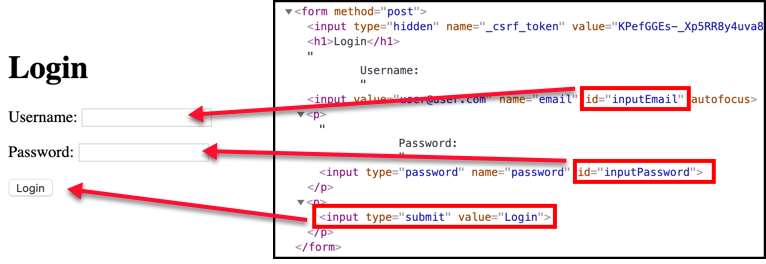 Login
Username:
Password:
Login
▼<form method="post">
<input type="hidden" name="_csrf_token" value="KPefGGEs-_Xp5RR8y4uva8
<h1>Login</h1>
"
Username:
"
<input value="user@user.com" name="email" id="inputEmail" autofocus>
▼<p>
"
Password:
"
<input type="password" name="password" id="inputPassword">
</p>
▼<p>
<input type="submit" value="Login">
</p>
</form>